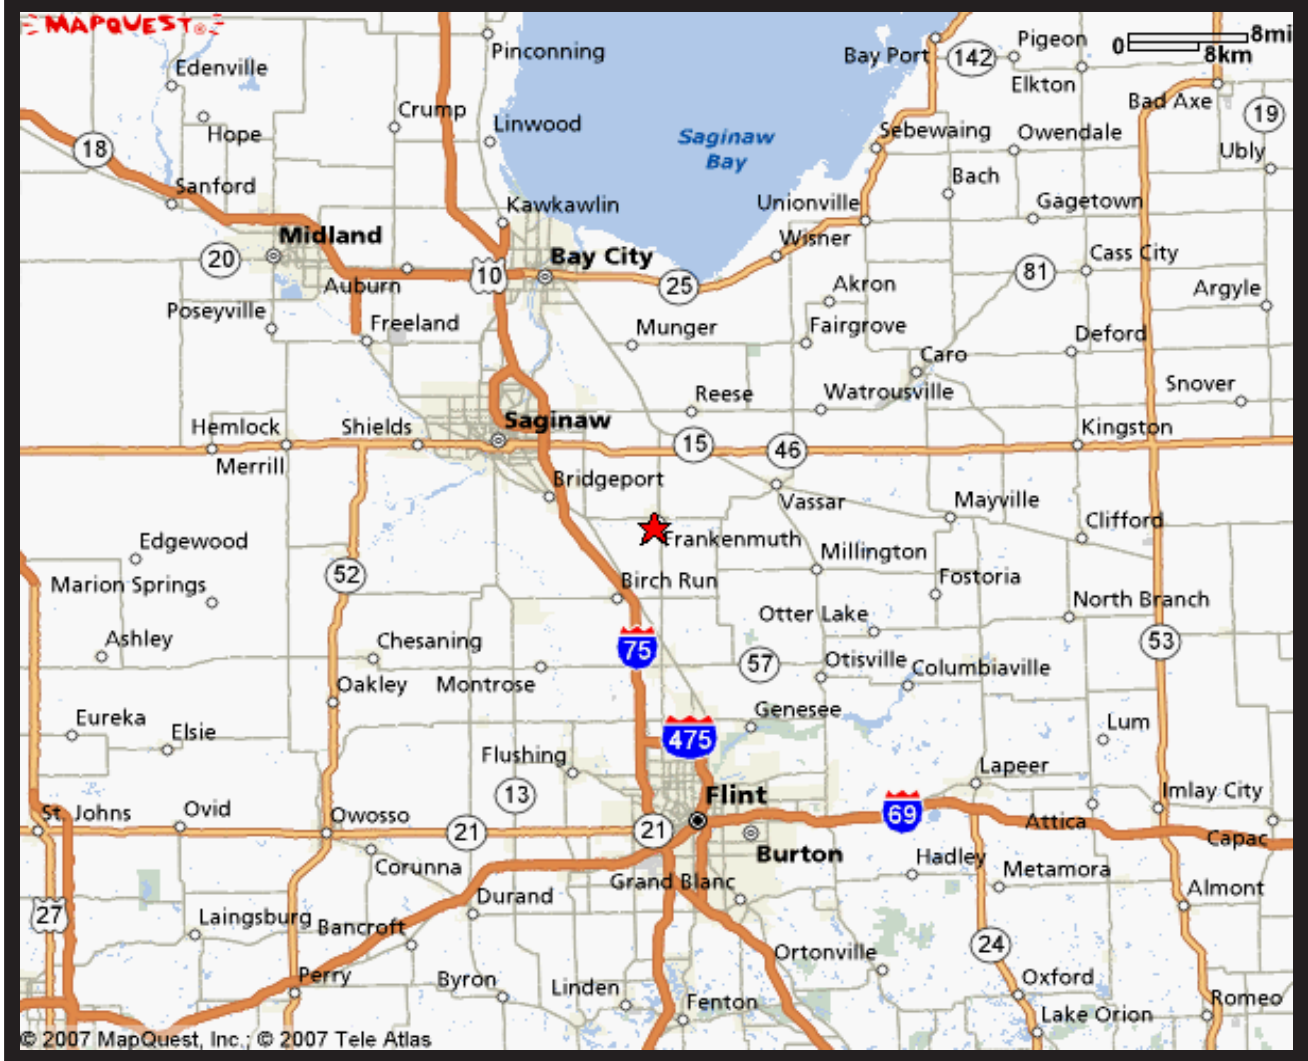 MAPQUEST
Pinconning
Bay Port
142
Pigeon
0
8mi
8km
Edenville
Elkton
Bad Axe
19
Crump
Hope
Linwood
Saginaw
Bay
Sebewaing
Owendale
18
Ubly
Sanford
Bach
Kawkawlin
Unionville
Gagetown
Midland
Wisner
20
Bay City
Cass City
10
81
Auburn
25
Akron
Argyle
Poseyville
Freeland
Munger
Fairgrove
Deford
Caro
Reese
Watrousville
Snover
Saginaw
Hemlock
Shields
15
46
Kingston
Merrill
Bridgeport
Vassar
Mayville
Clifford
Edgewood
Frankenmuth
Millington
Marion Springs
52
Birch Run
Fostoria
North Branch
Otter Lake
Ashley
Chesaning
75
57
53
Otisville
Columbiaville
Oakley
Montrose
Eureka
Elsie
Genesee
Lum
475
Flushing
Lapeer
13
Flint
Imlay City
St. Johns
Ovid
Owosso
21
21
69
Attica
Capac
Corunna
Burton
Hadley
Metamora
Grand Blanc
Durand
Almont
27
Laingsburg
Bancroft
Ortonville
24
Perry
Byron
Linden
Fenton
Oxford
Lake Orion
Romeo
© 2007 MapQuest, Inc.; © 2007 Tele Atlas